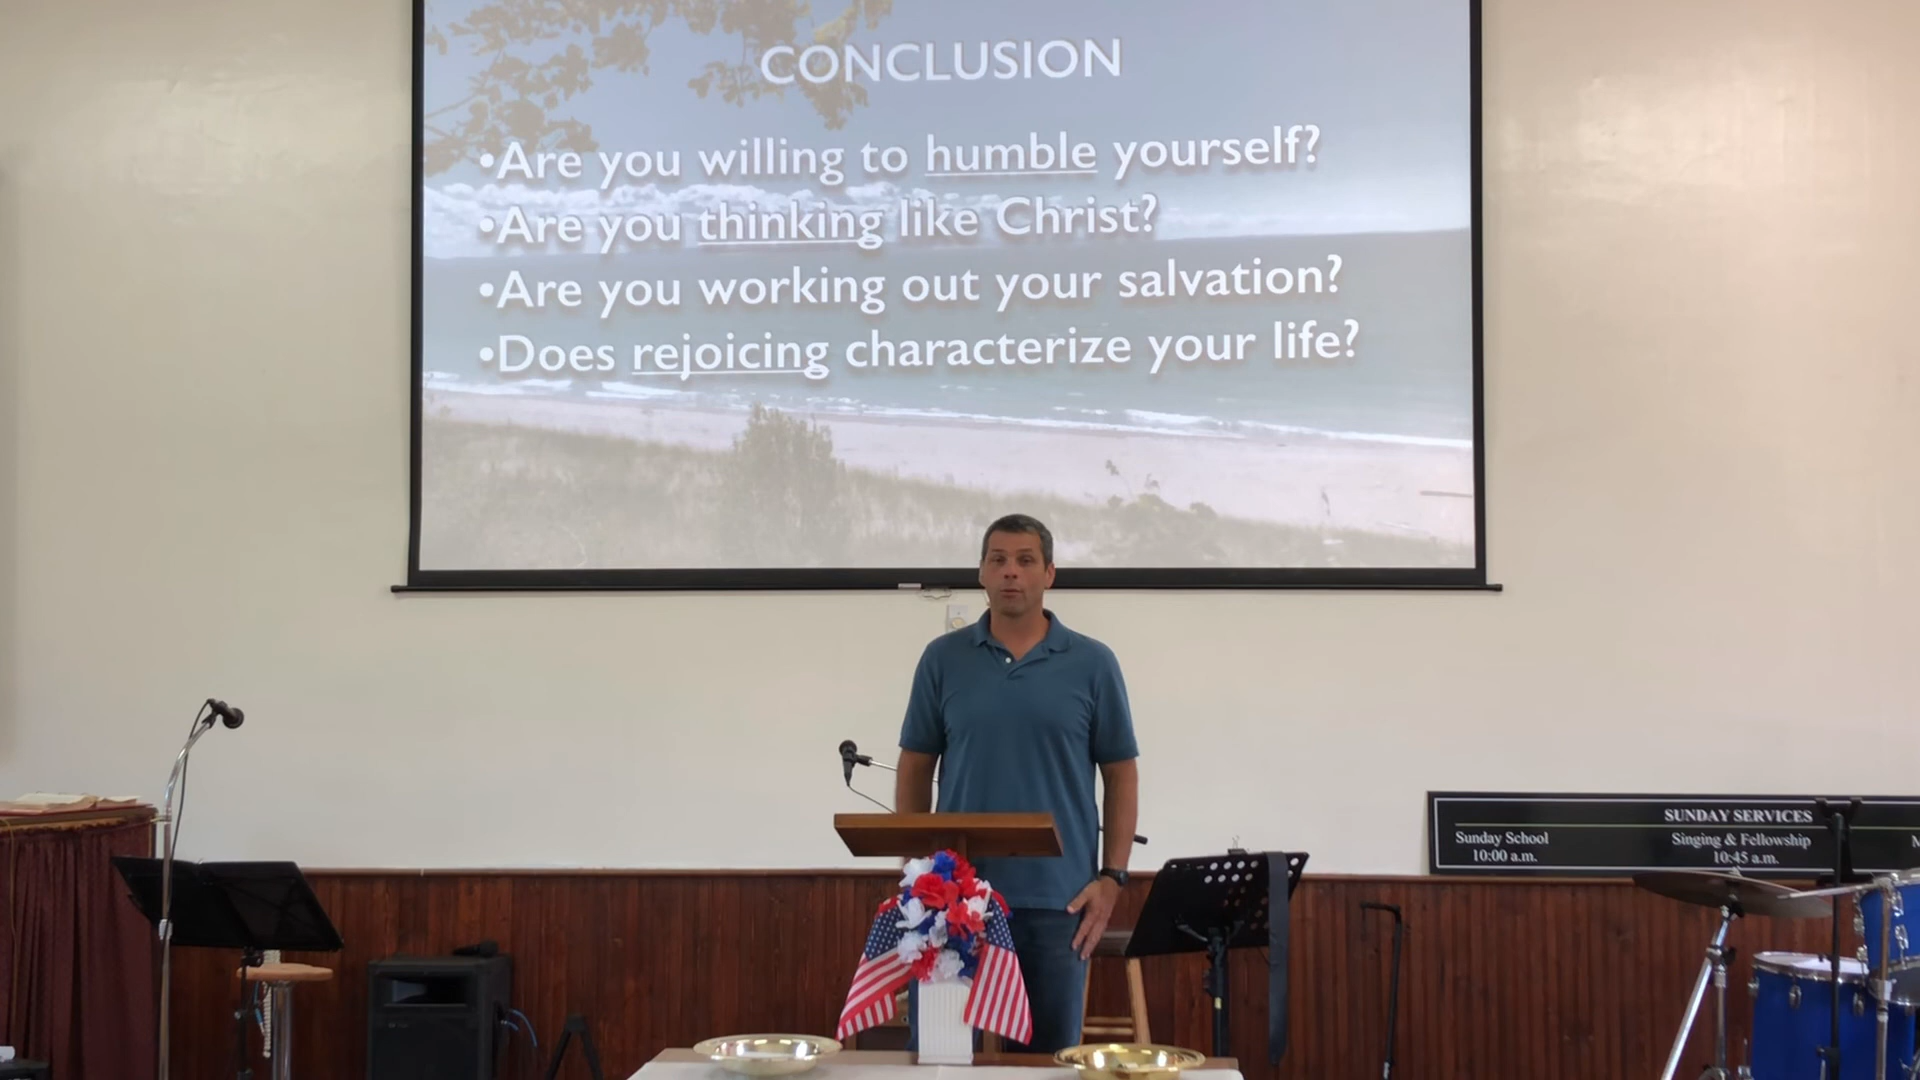 CONCLUSION
•Are you willing to humble yourself?
•Are you thinking like Christ?
•Are you working out your salvation?
•Does rejoicing characterize your life?
SUNDAY SERVICES
Sunday School
10:00 a.m.
Singing & Fellowship
10:45 a.m.